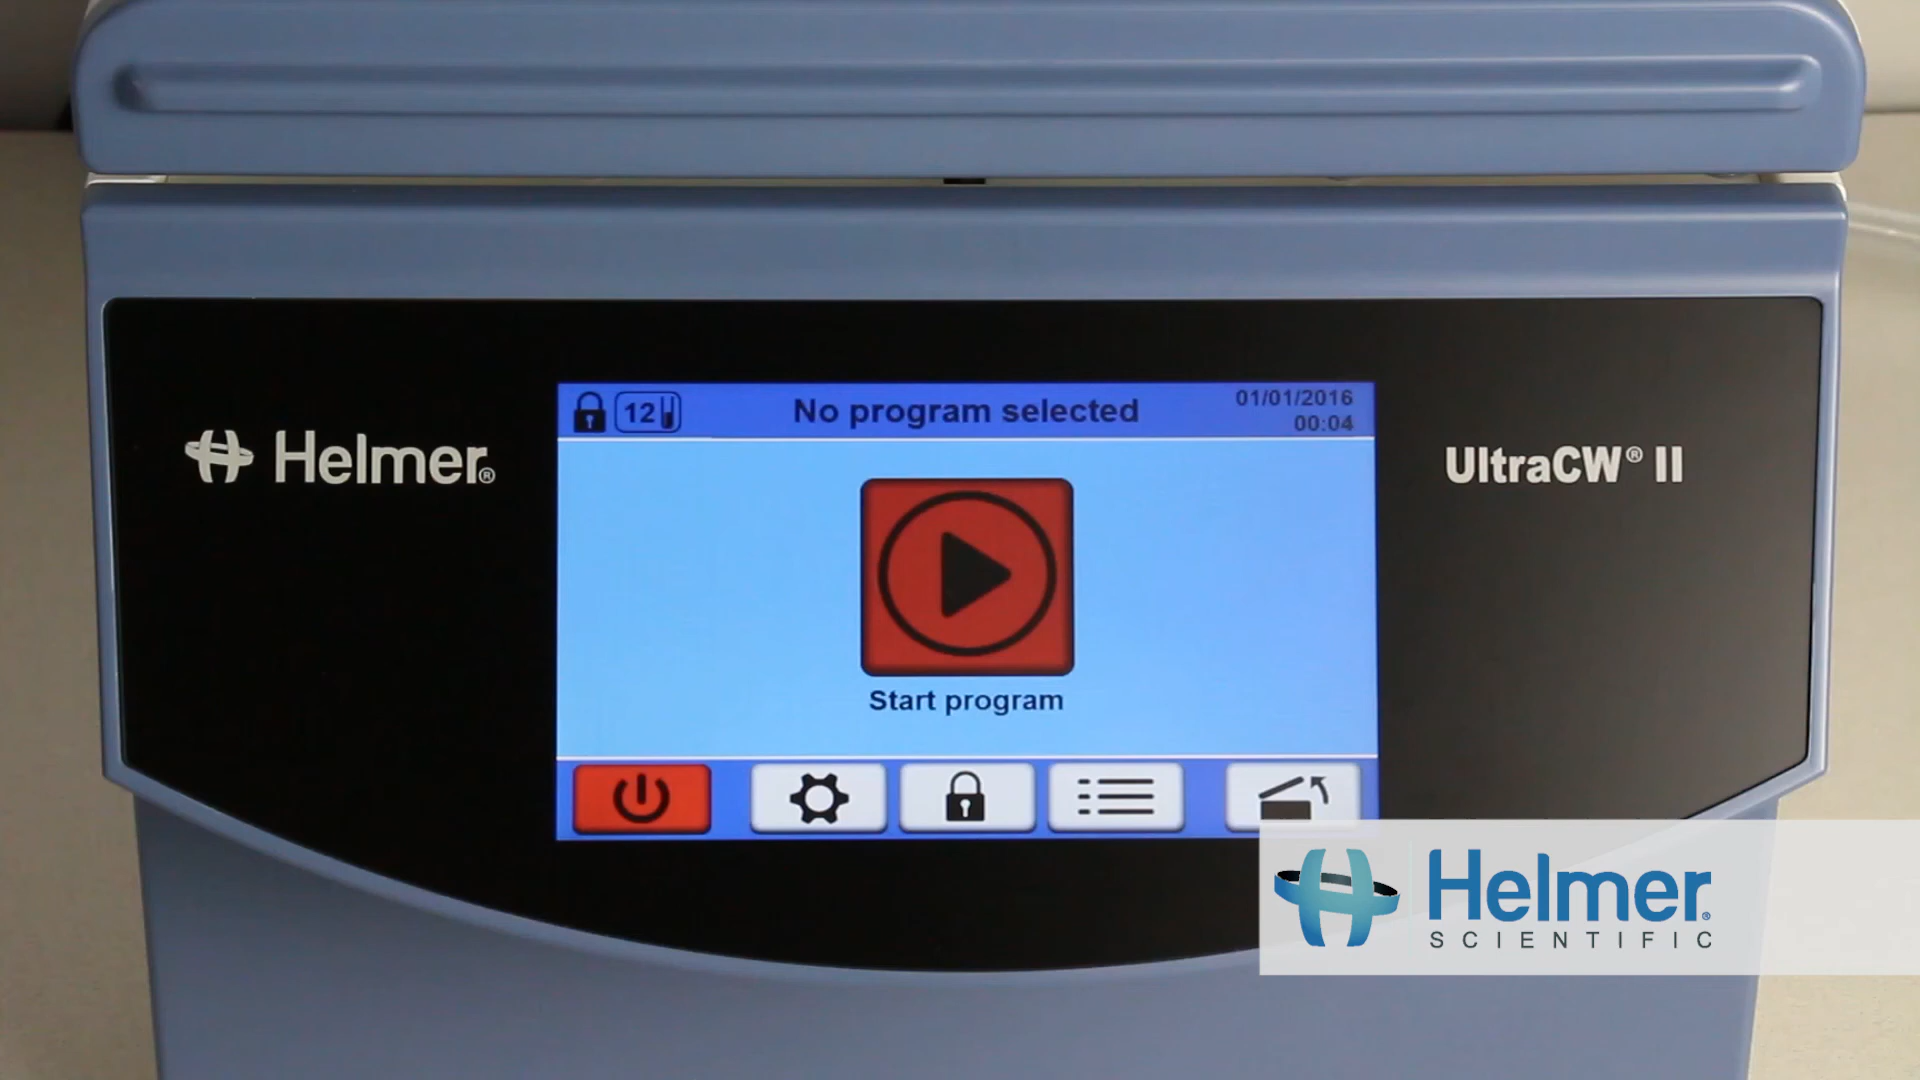 12
No program selected
01/01/2016
00:04
Helmer®
UltraCW® II
Start program
Helmer®
SCIENTIFIC